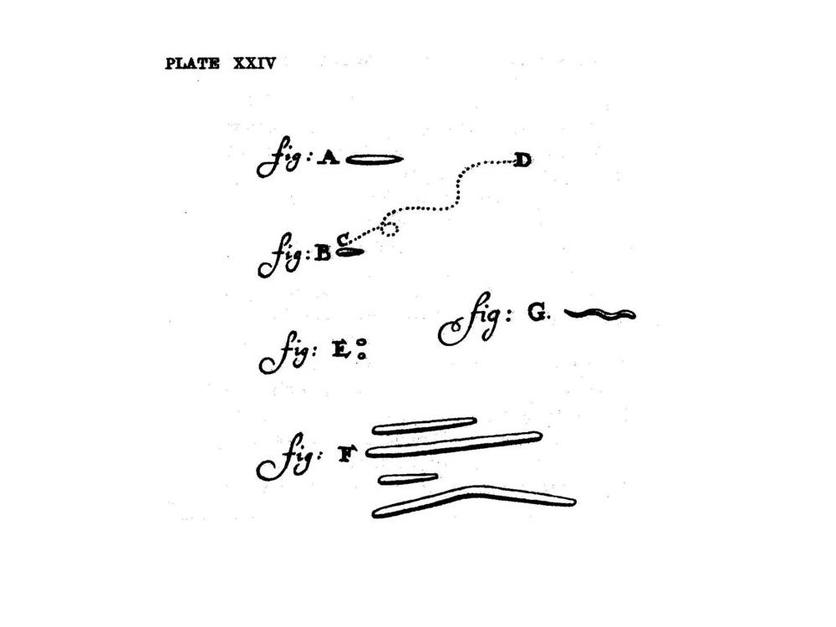 PLATE XXIV
fig: A
D
C.
fig: B
fig: G.
fig: E
fig: F